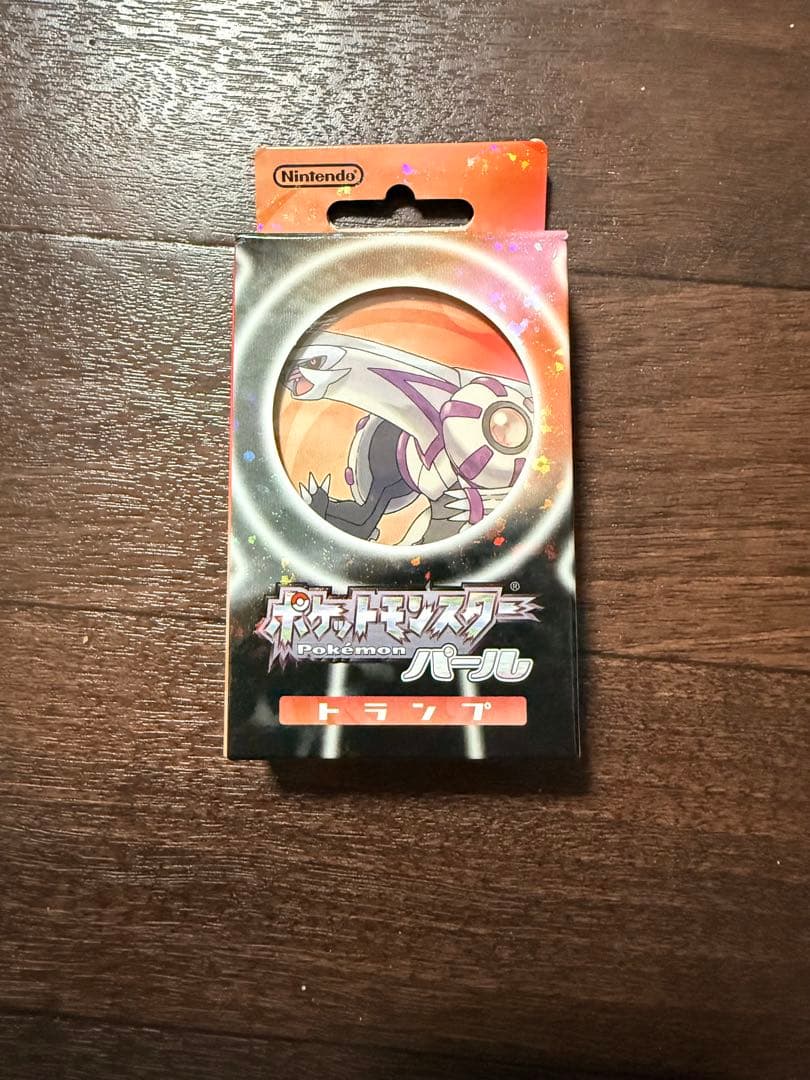 Nintendo®
ポケットモンスター®
Pokémon
パール
トランプ